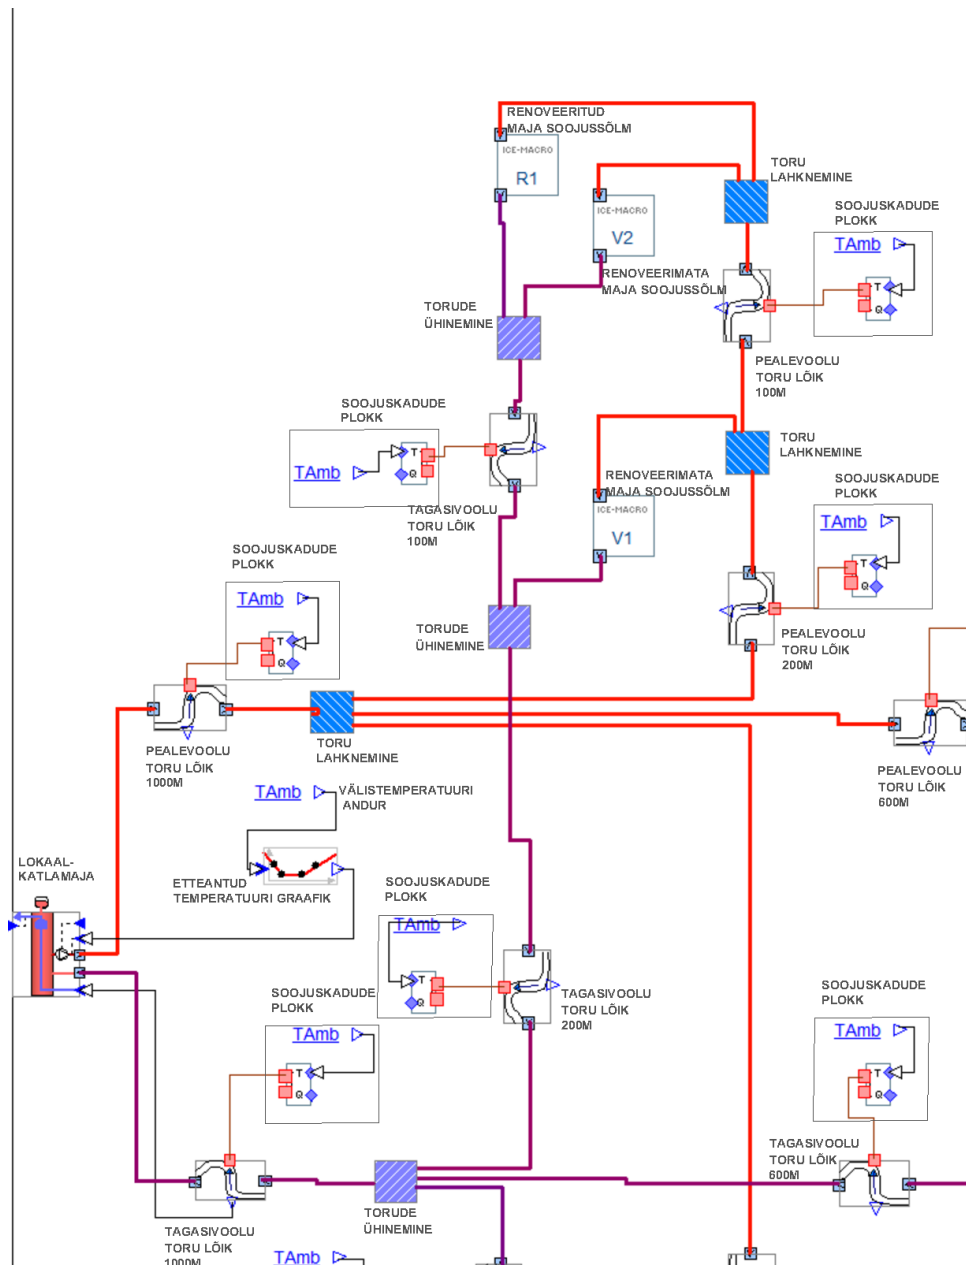 RENOVEERITUD
MAJA SOOJUSSÕLM
ICE-MACRO
R1
TORU
LAHKNEMINE
ICE-MACRO
V2
SOOJUSKADUDE
PLOKK
TAmb
T
Q
RENOVEERIMATA
MAJA SOOJUSSÕLM
TORUDE
ÜHINEMINE
PEALEVOOLU
TORU LÕIK
100M
SOOJUSKADUDE
PLOKK
TAmb
T
Q
TORU
LAHKNEMINE
RENOVEERIMATA
MAJA SOOJUSSÕLM
ICE-MACRO
V1
TAGASIVOOLU
TORU LÕIK
100M
SOOJUSKADUDE
PLOKK
TAmb
T
Q
SOOJUSKADUDE
PLOKK
TAmb
T
Q
TORUDE
ÜHINEMINE
PEALEVOOLU
TORU LÕIK
200M
PEALEVOOLU
TORU LÕIK
1000M
TORU
LAHKNEMINE
PEALEVOOLU
TORU LÕIK
600M
TAmb
VÄLISTEMPERATUURI
ANDUR
LOKAAL-
KATLAMAJA
ETTEANTUD
TEMPERATUURI GRAAFIK
SOOJUSKADUDE
PLOKK
TAmb
T
Q
TAGASIVOOLU
TORU LÕIK
200M
SOOJUSKADUDE
PLOKK
TAmb
T
Q
SOOJUSKADUDE
PLOKK
TAmb
T
Q
TAGASIVOOLU
TORU LÕIK
600M
TORUDE
ÜHINEMINE
TAGASIVOOLU
TORU LÕIK
1000M
TAmb